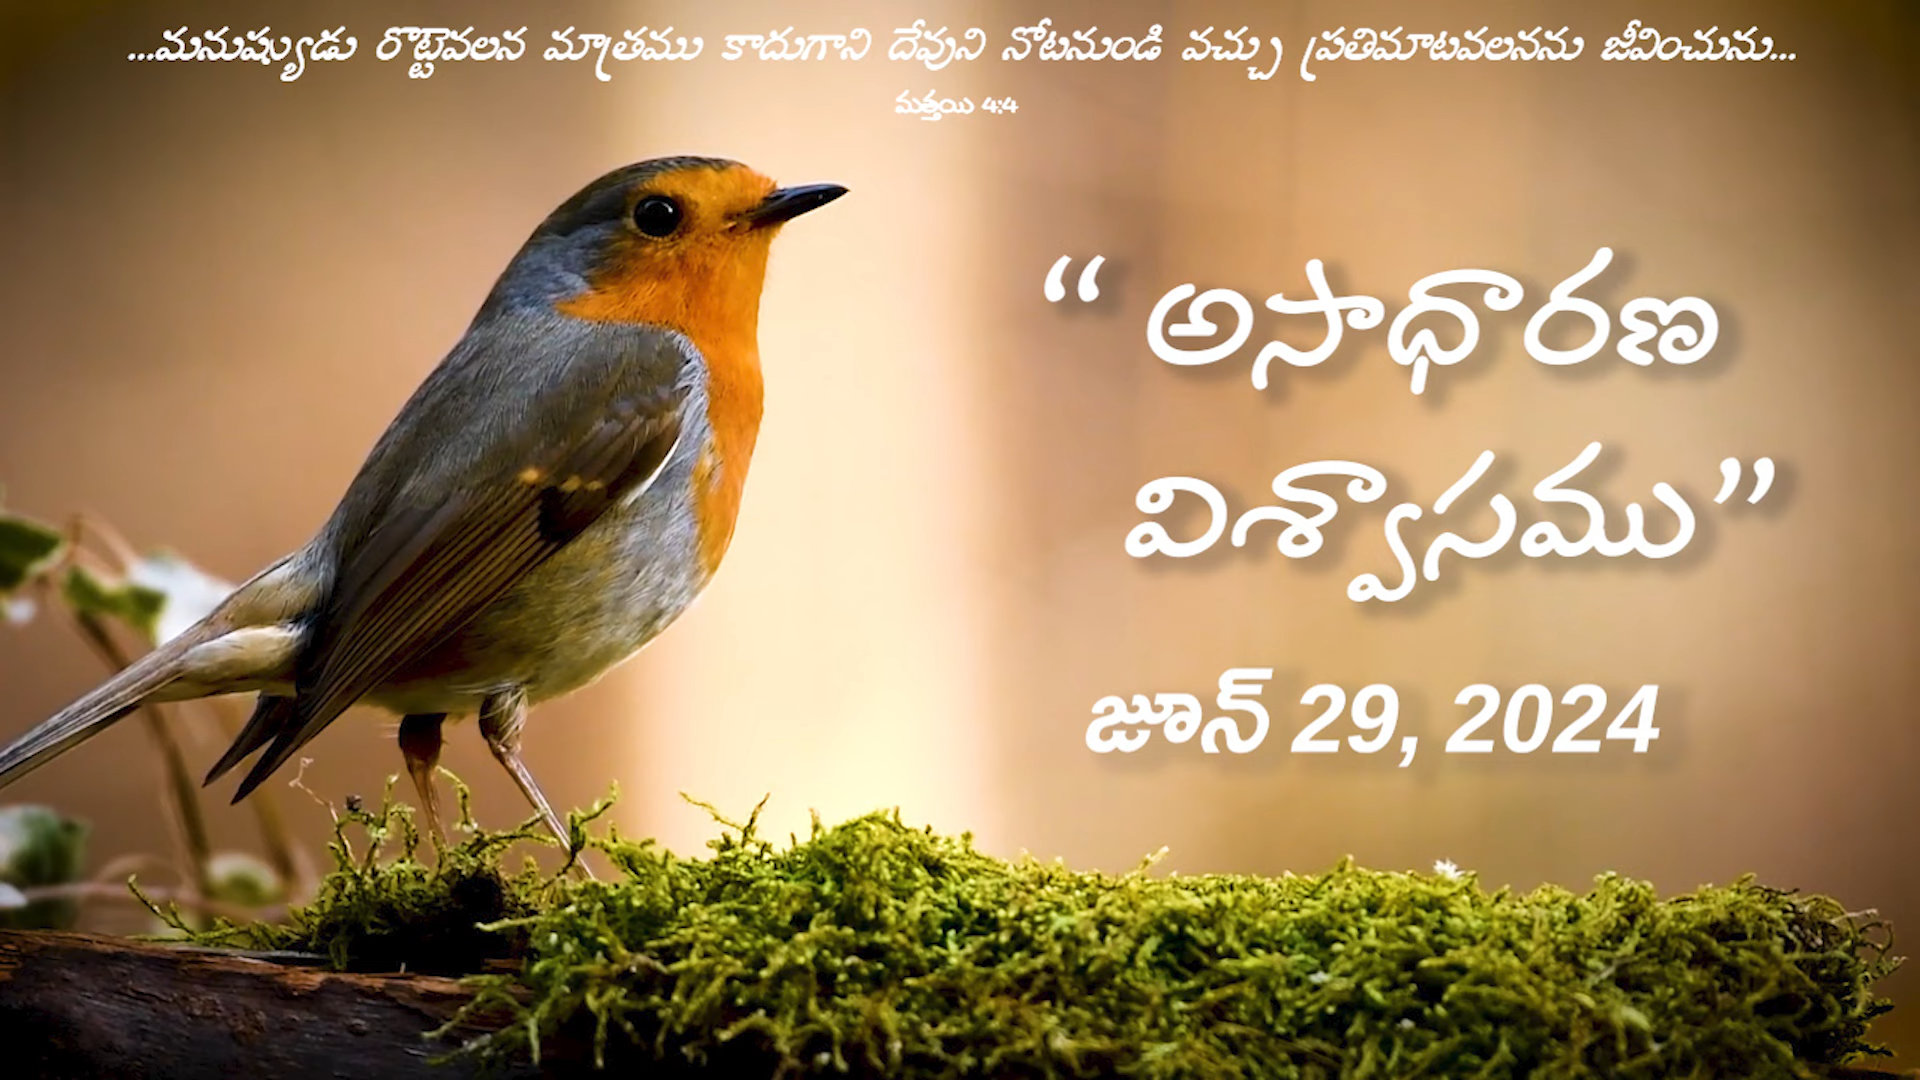 ...మనుష్యుడు రొట్టెవలన మాత్రము కాదుగాని దేవుని నోటనుండి వచ్చు ప్రతిమాటవలనను జీవించును...
మత్తయి 4:4
“ అసాధారణ
విశ్వాసము”
జూన్ 29, 2024